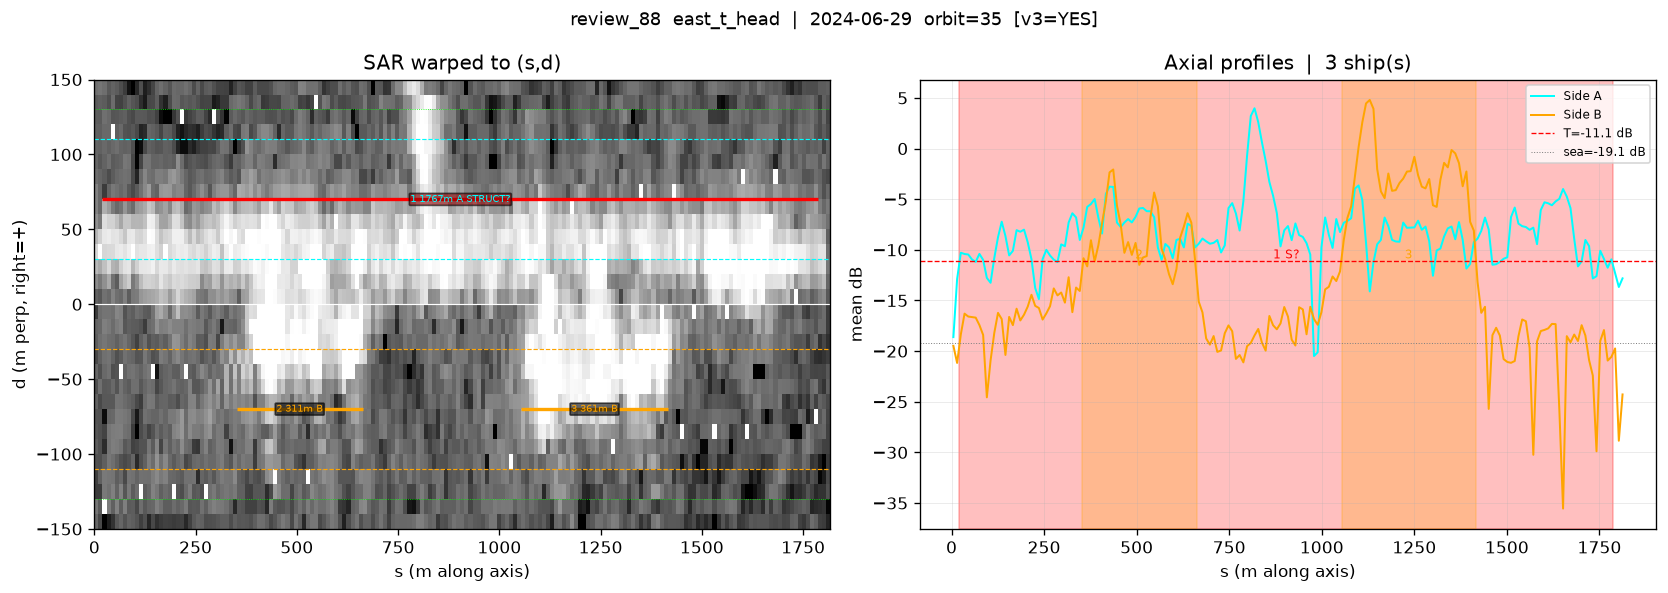 review_88  east_t_head  |  2024-06-29  orbit=35  [v3=YES]
SAR warped to (s,d)
150
100
50
0
−50
−100
−150
d (m perp, right=+)
1 1767m A STRUCT?
2 311m B
3 361m B
0
250
500
750
1000
1250
1500
1750
s (m along axis)
Axial profiles  |  3 ship(s)
5
0
−5
−10
−15
−20
−25
−30
−35
mean dB
Side A
Side B
T=-11.1 dB
sea=-19.1 dB
1 S?
3
0
250
500
750
1000
1250
1500
1750
s (m along axis)